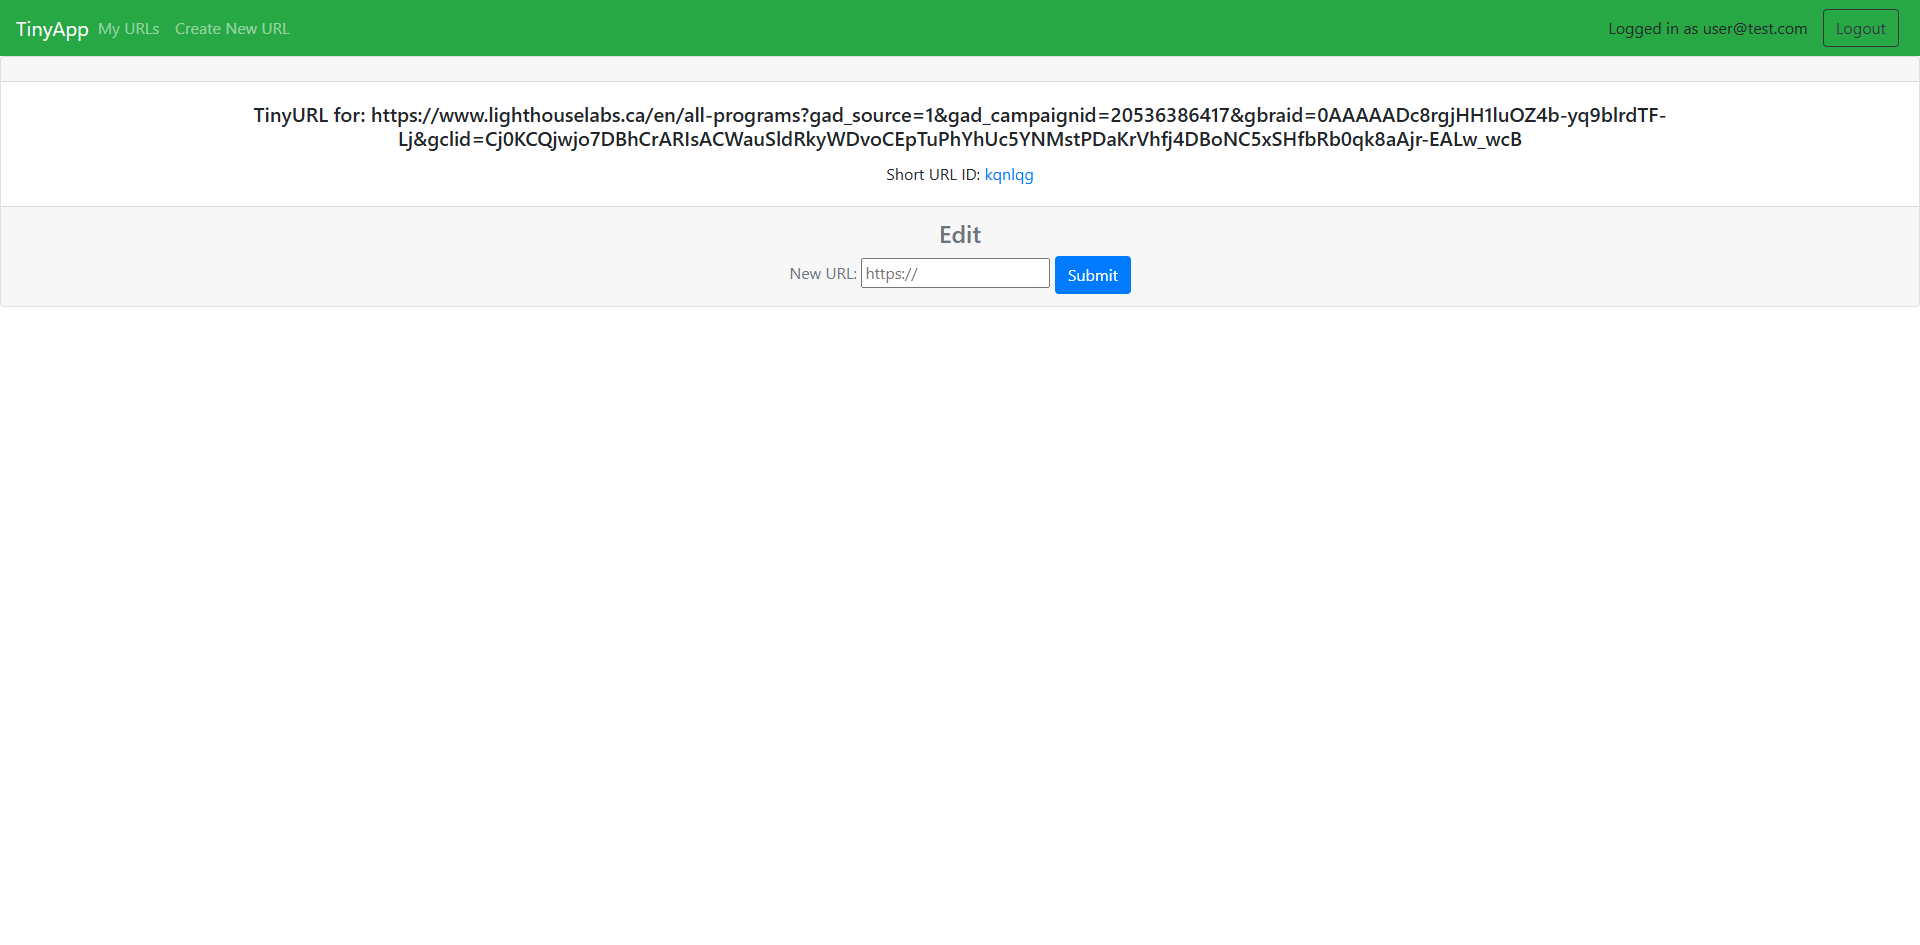 TinyApp My URLs Create New URL Logged in as user@test.com Logout
TinyURL for: https://www.lighthouselabs.ca/en/all-programs?gad_source=1&gad_campaignid=20536386417&gbraid=0AAAAADc8rgjHH1luOZ4b-yq9blrdTF-
Lj&gclid=Cj0KCQjwjo7DBhCrARIsACWauSldRkyWDvoCEpTuPhYhUc5YNMstPDaKrVhfj4DBoNC5xSHfbRb0qk8aAjr-EALw_wcB
Short URL ID: kqnlqg
Edit
New URL: https:// Submit